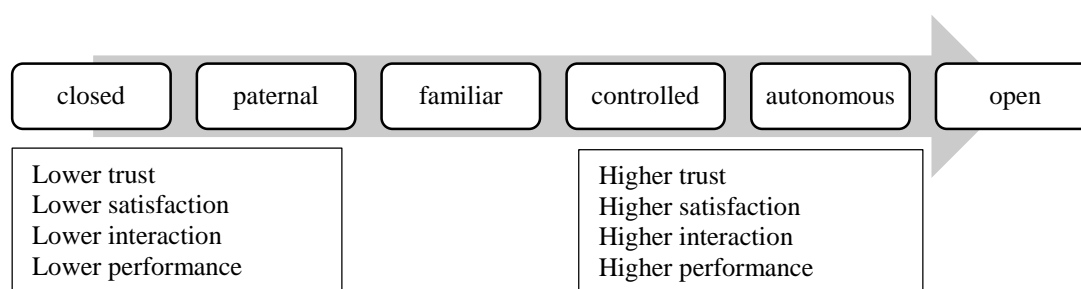 closed paternal familiar controlled autonomous open
Lower trust
Lower satisfaction
Lower interaction
Lower performance
Higher trust
Higher satisfaction
Higher interaction
Higher performance